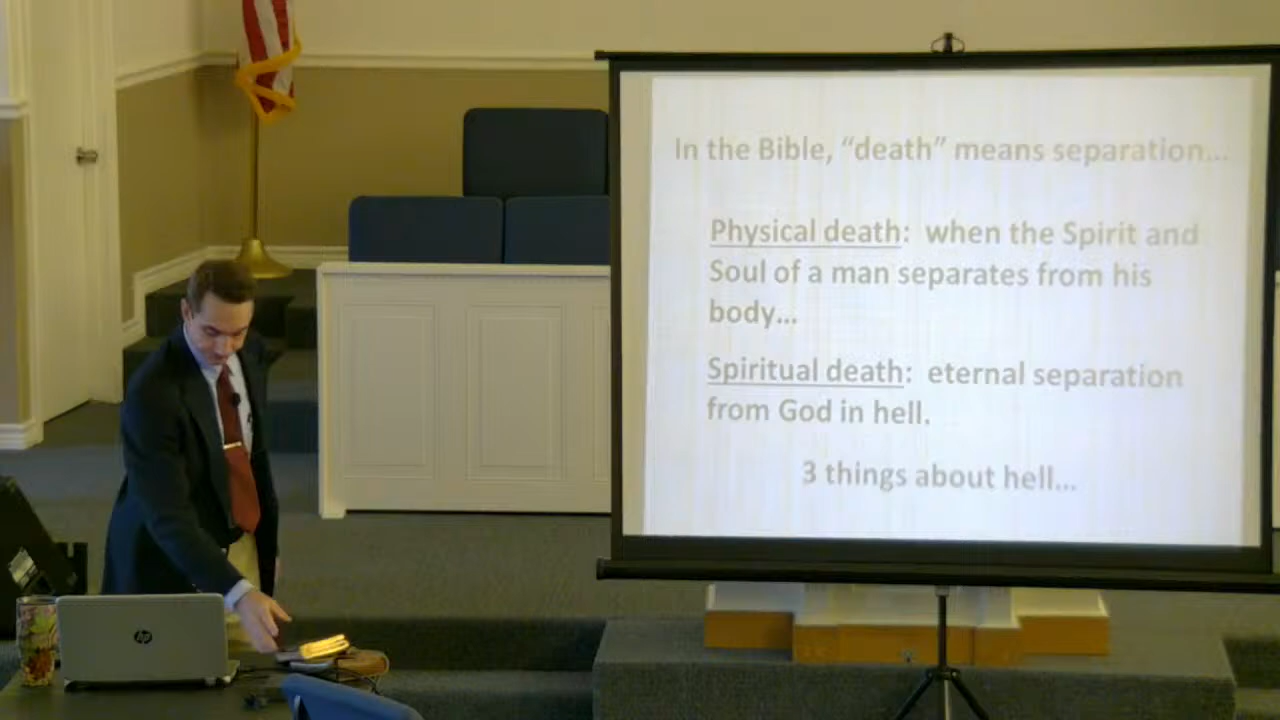 In the Bible, “death” means separation...
Physical death:  when the Spirit and
Soul of a man separates from his
body...
Spiritual death:  eternal separation
from God in hell.
3 things about hell...
hp